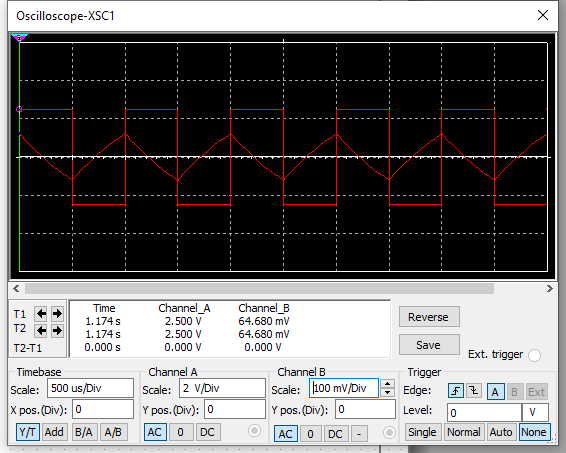 Oscilloscope-XSC1
T1
T2
T2-T1
Time Channel_A Channel_B
1.174 s 2.500 V 64.680 mV
1.174 s 2.500 V 64.680 mV
0.000 s 0.000 V 0.000 V
Reverse
Save
Ext. trigger
Timebase
Scale: 500 us/Div
X pos.(Div): 0
Y/T Add B/A A/B
Channel A
Scale: 2 V/Div
Y pos.(Div): 0
AC 0 DC
Channel B
Scale: 100 mV/Div
Y pos.(Div): 0
AC 0 DC -
Trigger
Edge: A B Ext
Level: 0 V
Single Normal Auto None